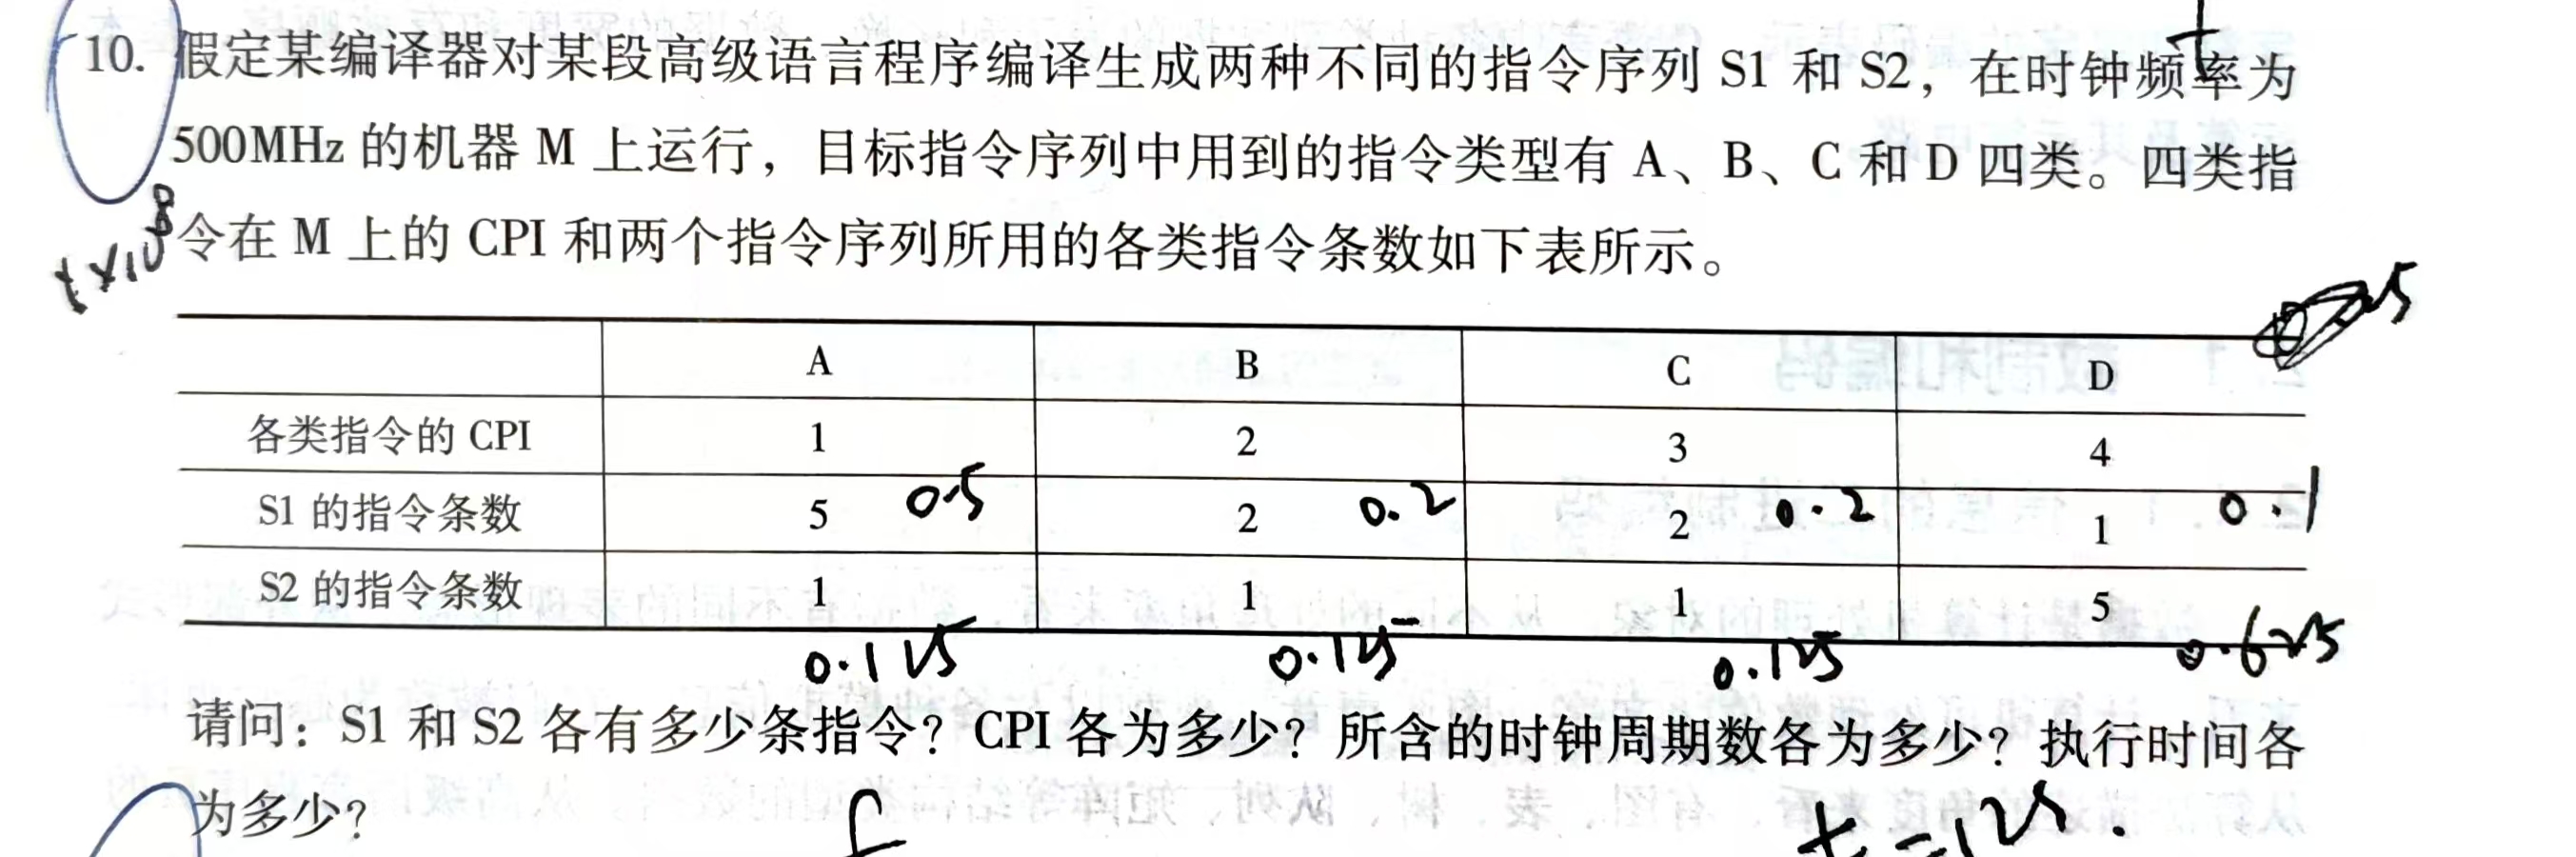 10. 假定某编译器对某段高级语言程序编译生成两种不同的指令序列 S1 和 S2，在时钟频率为
500MHz 的机器 M 上运行，目标指令序列中用到的指令类型有 A、B、C 和 D 四类。四类指
令在 M 上的 CPI 和两个指令序列所用的各类指令条数如下表所示。
A B C D
各类指令的 CPI 1 2 3 4
S1 的指令条数 5 0.5 2 0.2 2 0.2 1 0.1
S2 的指令条数 1 1 1 5
0.125 0.125 0.125 0.625
请问：S1 和 S2 各有多少条指令？CPI 各为多少？所含的时钟周期数各为多少？执行时间各
为多少？